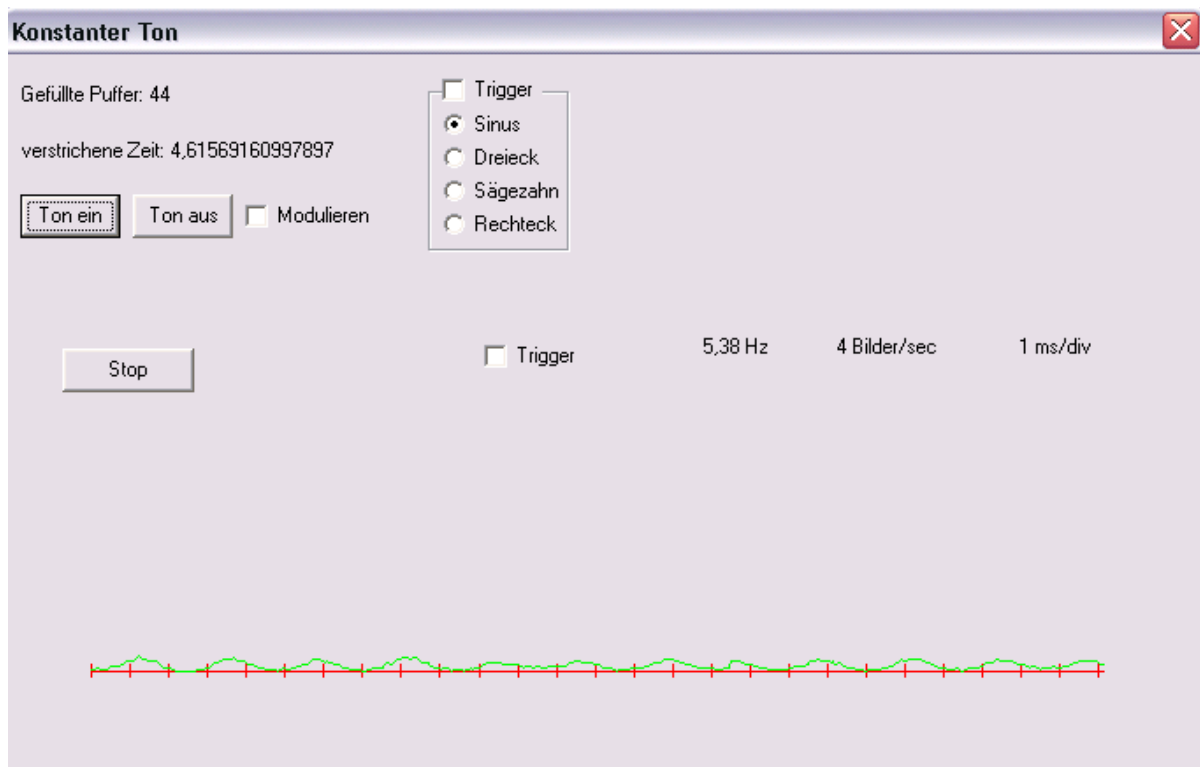 Konstanter Ton
Gefüllte Puffer: 44
verstrichene Zeit: 4,61569160997897
Ton ein
Ton aus
Modulieren
Trigger
Sinus
Dreieck
Sägezahn
Rechteck
Stop
Trigger
5,38 Hz
4 Bilder/sec
1 ms/div